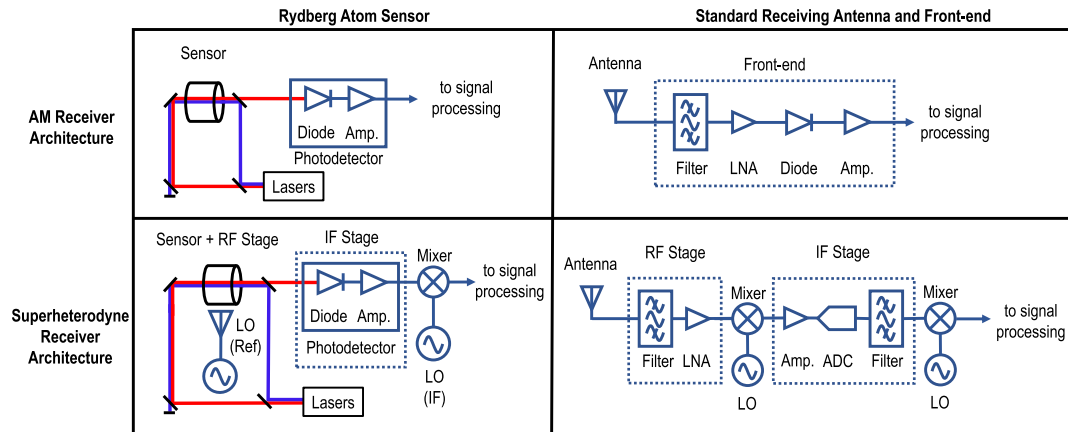 Rydberg Atom Sensor
Standard Receiving Antenna and Front-end
AM Receiver
Architecture
Sensor
Diode
Amp.
Photodetector
to signal
processing
Lasers
Antenna
Front-end
Filter
LNA
Diode
Amp.
to signal
processing
Superheterodyne
Receiver
Architecture
Sensor + RF Stage
IF Stage
Mixer
to signal
processing
Diode
Amp.
Photodetector
LO
(Ref)
LO
(IF)
Lasers
Antenna
RF Stage
IF Stage
Mixer
Mixer
Filter
LNA
Amp.
ADC
Filter
LO
LO
to signal
processing